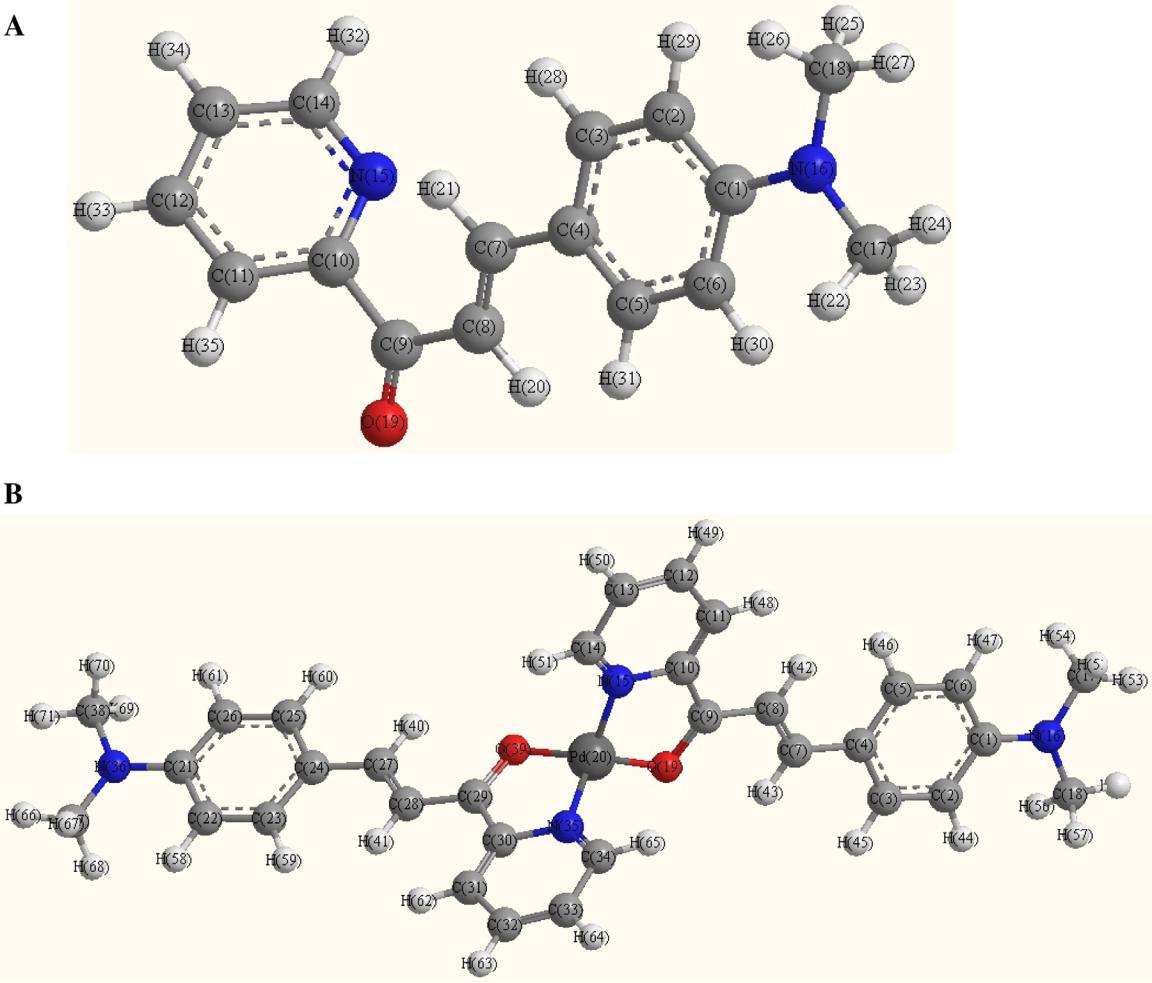 A
H(25)
H(32) H(29) H(26)
H(34) H(27)
C(18)
H(28)
C(14)
C(13) C(2)
C(3)
N(15) N(16)
H(21) C(1)
C(12)
H(33) H(24)
C(4)
C(7) C(17)
C(10)
C(11) C(6) H(23)
C(5) H(22)
C(8)
H(35) C(9) H(30)
H(20) H(31)
O(19)
B
H(49)
H(50)
C(12)
C(13)
H(48)
C(11)
H(54)
C(14) H(46) H(47)
H(51) C(10) H(42) H(53)
H(70) H(61) H(60) N(15) C(5) C(6)
H(71) C(38) H(69) C(26) C(25) C(9) C(8)
H(40) N(16)
O(39) C(4) C(1)
N(36) C(21) C(24) C(27) Pd(20) O(19) C(7)
C(29) H(43) C(3) C(2) C(18)
H(66) H(67) C(22) C(23) C(28) H(56)
N(35)
H(41) C(30) H(65) H(45) H(44) H(57)
H(68) H(58) H(59) C(34)
C(31)
H(62)
C(32) C(33)
H(64)
H(63)